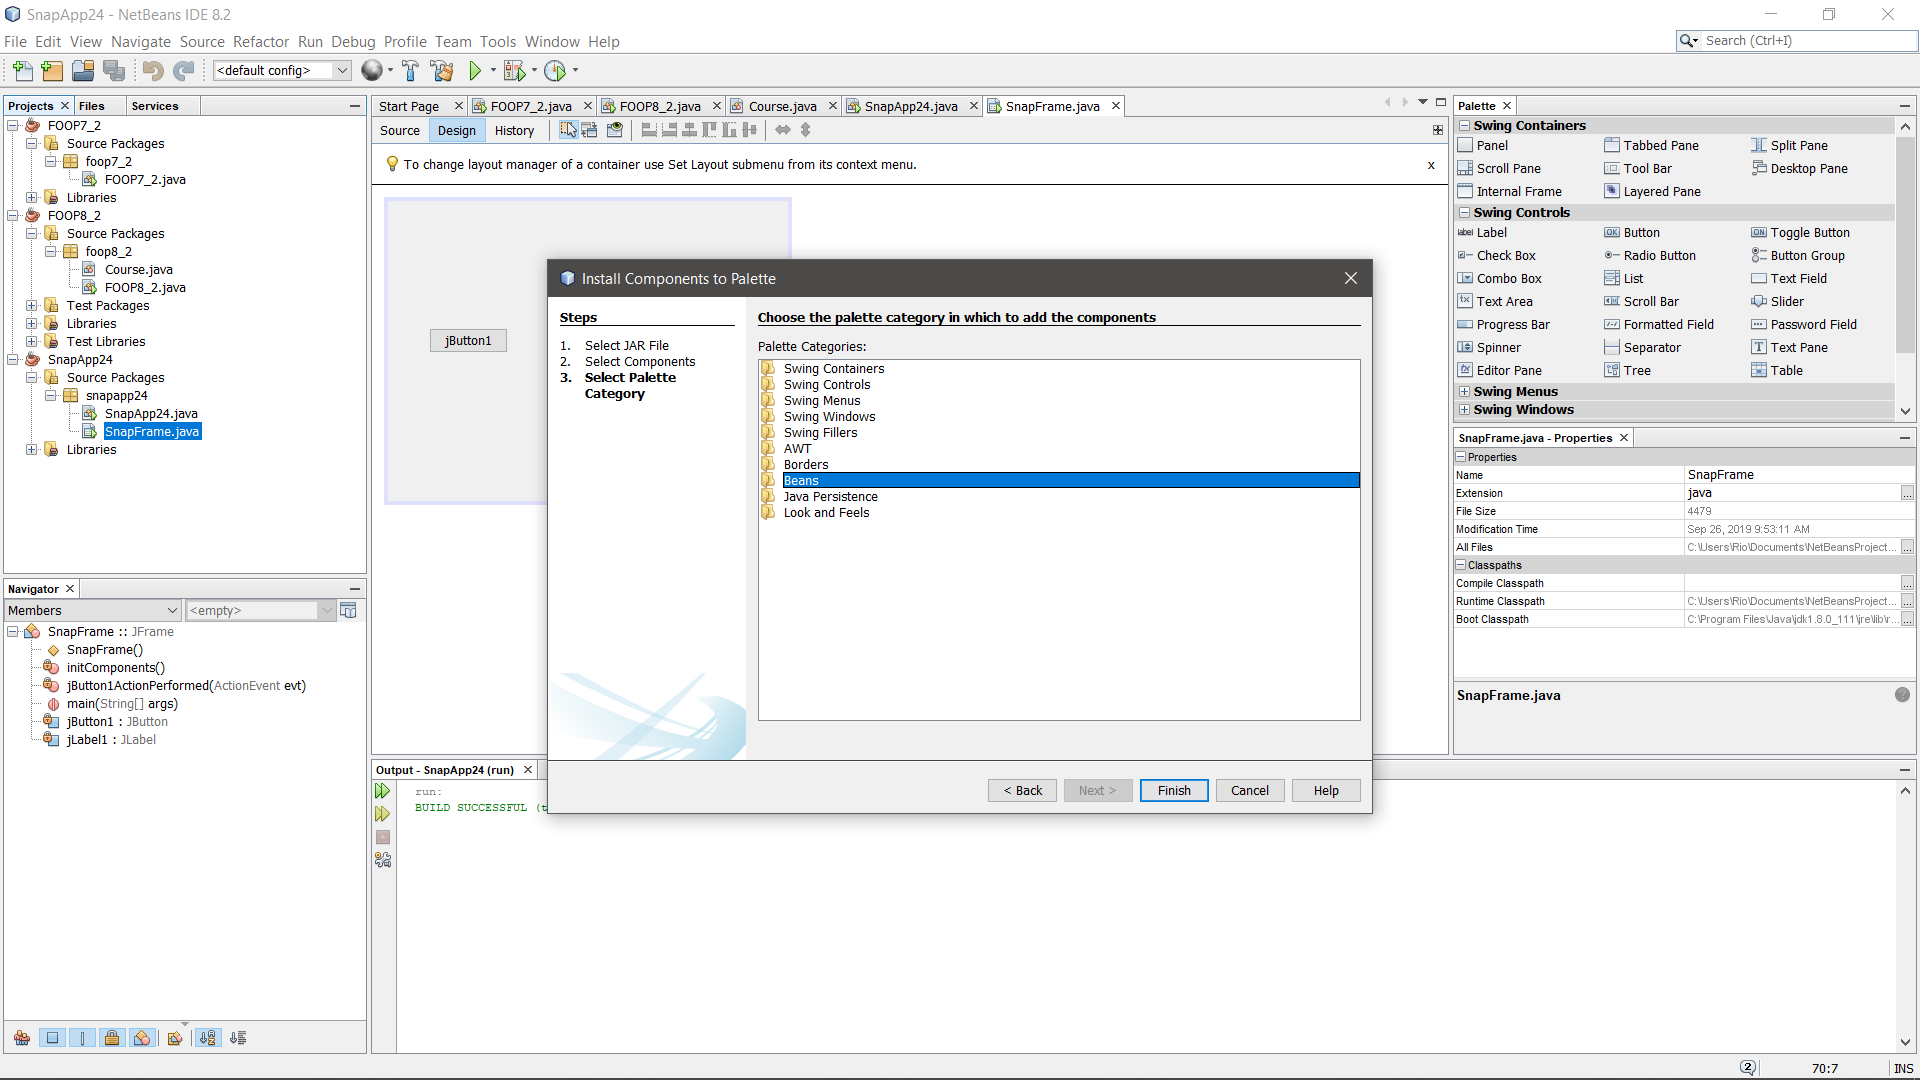 SnapApp24 - NetBeans IDE 8.2
File Edit View Navigate Source Refactor Run Debug Profile Team Tools Window Help
Search (Ctrl+I)
<default config>
Projects Files Services
FOOP7_2
Source Packages
foop7_2
FOOP7_2.java
Libraries
FOOP8_2
Source Packages
foop8_2
Course.java
FOOP8_2.java
Test Packages
Libraries
Test Libraries
SnapApp24
Source Packages
snapapp24
SnapApp24.java
SnapFrame.java
Libraries
Navigator
Members <empty>
SnapFrame :: JFrame
SnapFrame()
initComponents()
jButton1ActionPerformed(ActionEvent evt)
main(String[] args)
jButton1 : JButton
jLabel1 : JLabel
Start Page FOOP7_2.java FOOP8_2.java Course.java SnapApp24.java SnapFrame.java
Source Design History
To change layout manager of a container use Set Layout submenu from its context menu. x
jButton1
Install Components to Palette
Steps
1. Select JAR File
2. Select Components
3. Select Palette
Category
Choose the palette category in which to add the components
Palette Categories:
Swing Containers
Swing Controls
Swing Menus
Swing Windows
Swing Fillers
AWT
Borders
Beans
Java Persistence
Look and Feels
< Back Next > Finish Cancel Help
Output - SnapApp24 (run)
run:
BUILD SUCCESSFUL (t
Palette
Swing Containers
Panel Tabbed Pane Split Pane
Scroll Pane Tool Bar Desktop Pane
Internal Frame Layered Pane
Swing Controls
Label Button Toggle Button
Check Box Radio Button Button Group
Combo Box List Text Field
Text Area Scroll Bar Slider
Progress Bar Formatted Field Password Field
Spinner Separator Text Pane
Editor Pane Tree Table
Swing Menus
Swing Windows
SnapFrame.java - Properties
Properties
Name SnapFrame
Extension java
File Size 4479
Modification Time Sep 26, 2019 9:53:11 AM
All Files C:\Users\Rio\Documents\NetBeansProject...
Classpaths
Compile Classpath
Runtime Classpath C:\Users\Rio\Documents\NetBeansProject...
Boot Classpath C:\Program Files\Java\jdk1.8.0_111\jre\lib\r...
SnapFrame.java
2 70:7 INS